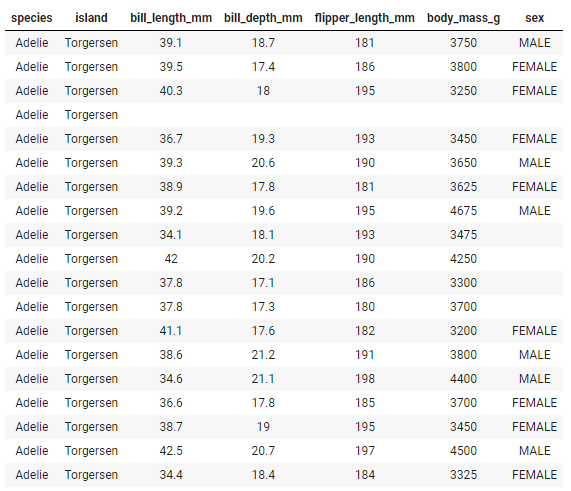 species island bill_length_mm bill_depth_mm flipper_length_mm body_mass_g sex
Adelie Torgersen 39.1 18.7 181 3750 MALE
Adelie Torgersen 39.5 17.4 186 3800 FEMALE
Adelie Torgersen 40.3 18 195 3250 FEMALE
Adelie Torgersen
Adelie Torgersen 36.7 19.3 193 3450 FEMALE
Adelie Torgersen 39.3 20.6 190 3650 MALE
Adelie Torgersen 38.9 17.8 181 3625 FEMALE
Adelie Torgersen 39.2 19.6 195 4675 MALE
Adelie Torgersen 34.1 18.1 193 3475
Adelie Torgersen 42 20.2 190 4250
Adelie Torgersen 37.8 17.1 186 3300
Adelie Torgersen 37.8 17.3 180 3700
Adelie Torgersen 41.1 17.6 182 3200 FEMALE
Adelie Torgersen 38.6 21.2 191 3800 MALE
Adelie Torgersen 34.6 21.1 198 4400 MALE
Adelie Torgersen 36.6 17.8 185 3700 FEMALE
Adelie Torgersen 38.7 19 195 3450 FEMALE
Adelie Torgersen 42.5 20.7 197 4500 MALE
Adelie Torgersen 34.4 18.4 184 3325 FEMALE